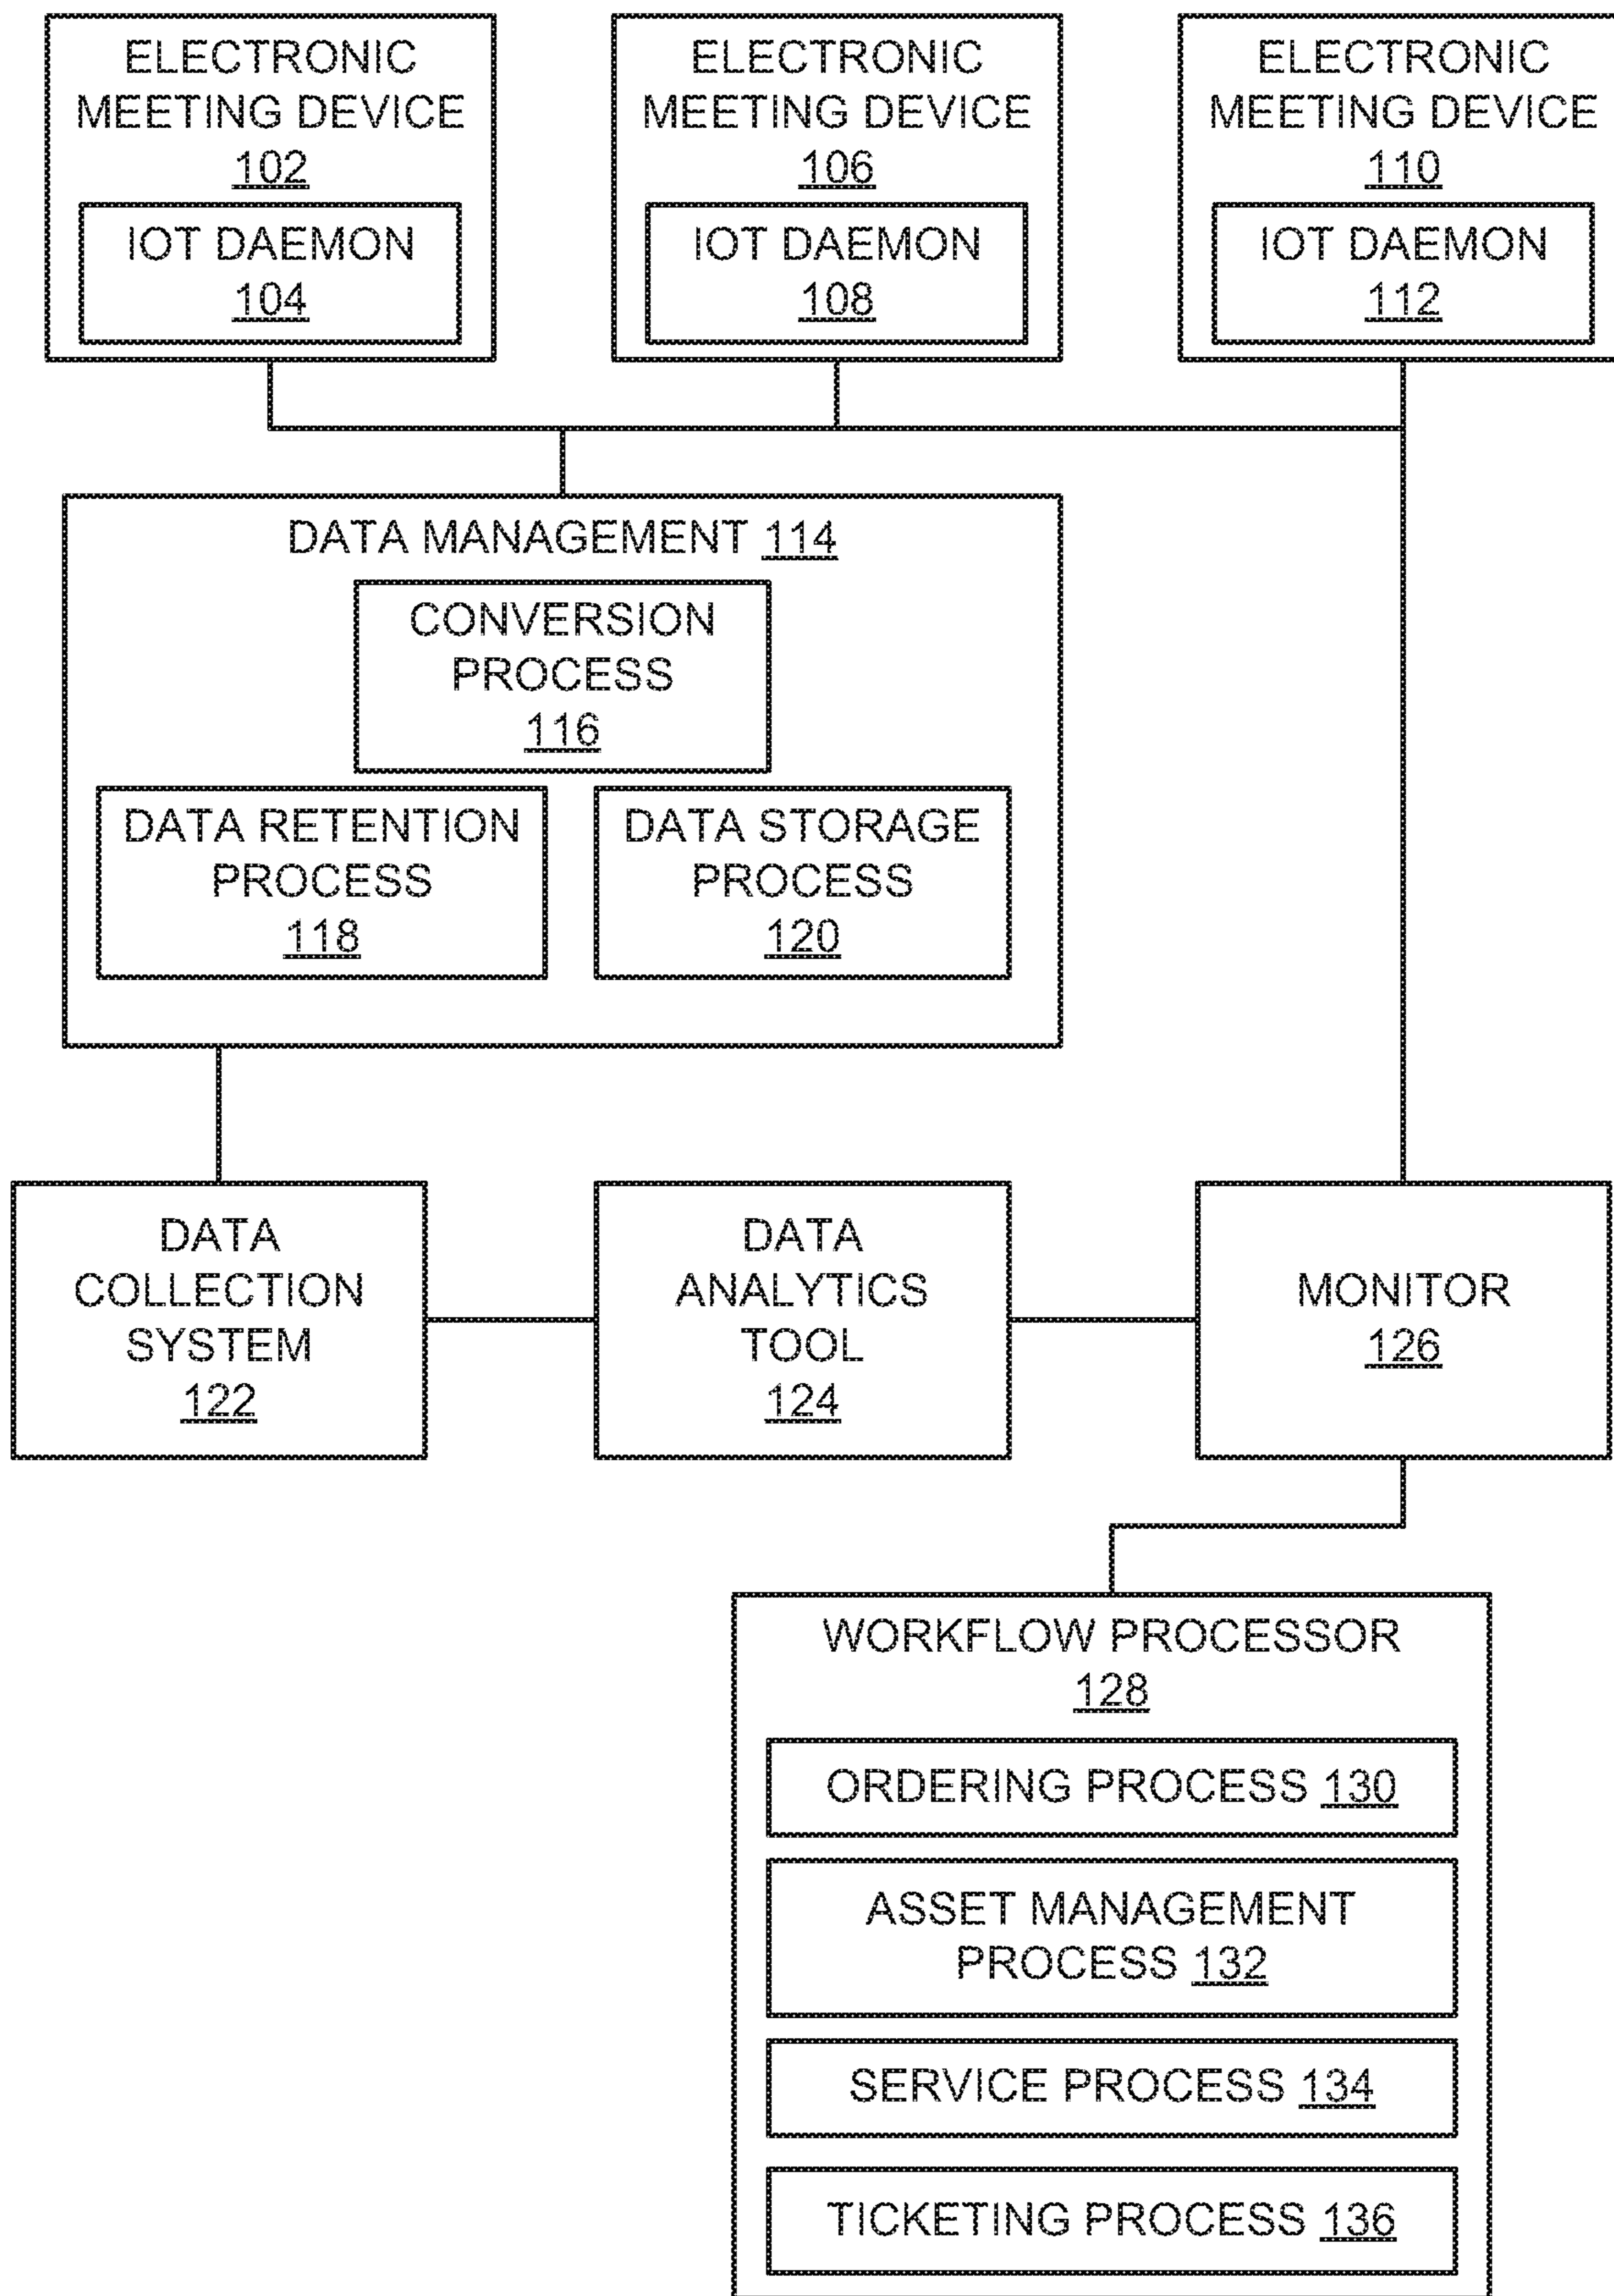 ELECTRONIC
MEETING DEVICE
102
IOT DAEMON
104
ELECTRONIC
MEETING DEVICE
106
IOT DAEMON
108
ELECTRONIC
MEETING DEVICE
110
IOT DAEMON
112
DATA MANAGEMENT 114
CONVERSION
PROCESS
116
DATA RETENTION
PROCESS
118
DATA STORAGE
PROCESS
120
DATA
COLLECTION
SYSTEM
122
DATA
ANALYTICS
TOOL
124
MONITOR
126
WORKFLOW PROCESSOR
128
ORDERING PROCESS 130
ASSET MANAGEMENT
PROCESS 132
SERVICE PROCESS 134
TICKETING PROCESS 136